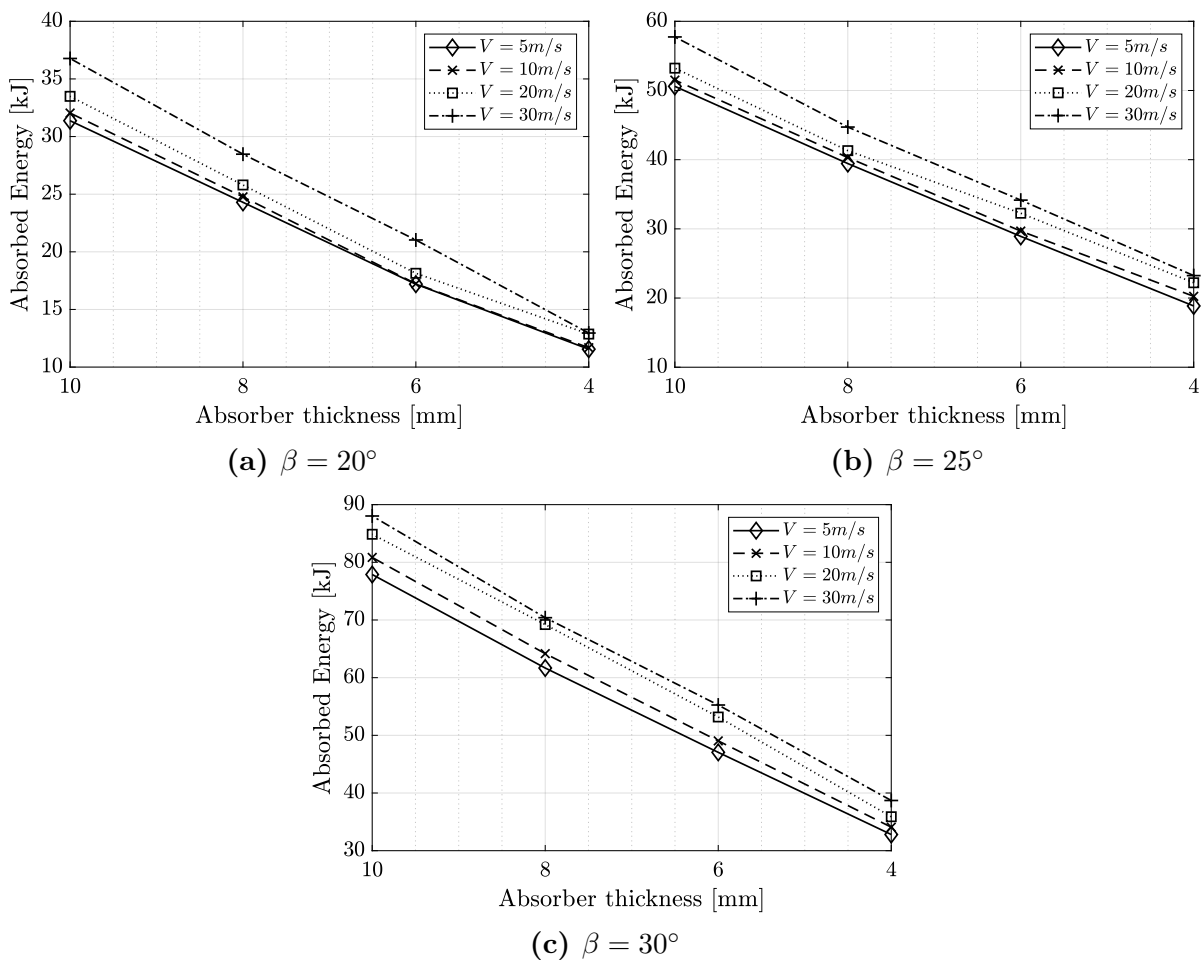 Absorbed Energy [kJ]
40
35
30
25
20
15
10
10 8 6 4
Absorber thickness [mm]
V = 5m/s
V = 10m/s
V = 20m/s
V = 30m/s
(a) β = 20°
Absorbed Energy [kJ]
60
50
40
30
20
10
10 8 6 4
Absorber thickness [mm]
V = 5m/s
V = 10m/s
V = 20m/s
V = 30m/s
(b) β = 25°
Absorbed Energy [kJ]
90
80
70
60
50
40
30
10 8 6 4
Absorber thickness [mm]
V = 5m/s
V = 10m/s
V = 20m/s
V = 30m/s
(c) β = 30°